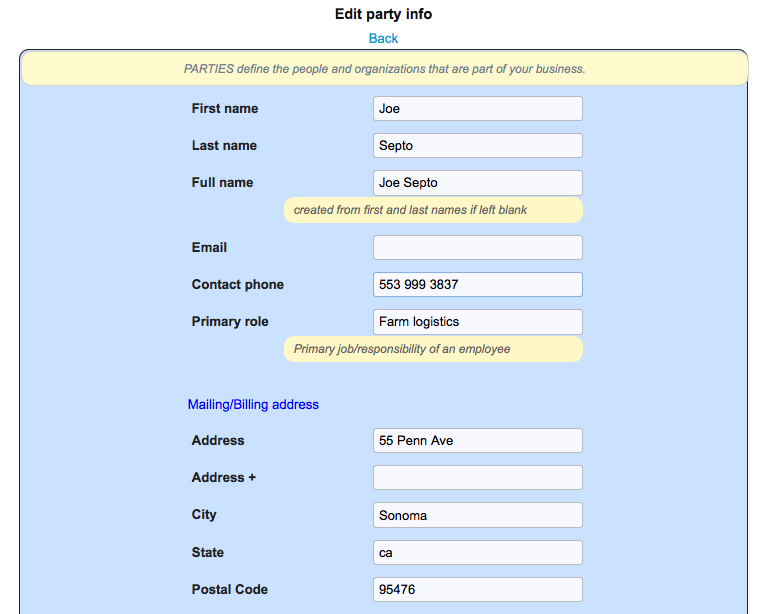 Edit party info
Back
PARTIES define the people and organizations that are part of your business.
First name Joe
Last name Septo
Full name Joe Septo
created from first and last names if left blank
Email
Contact phone 553 999 3837
Primary role Farm logistics
Primary job/responsibility of an employee
Mailing/Billing address
Address 55 Penn Ave
Address +
City Sonoma
State ca
Postal Code 95476